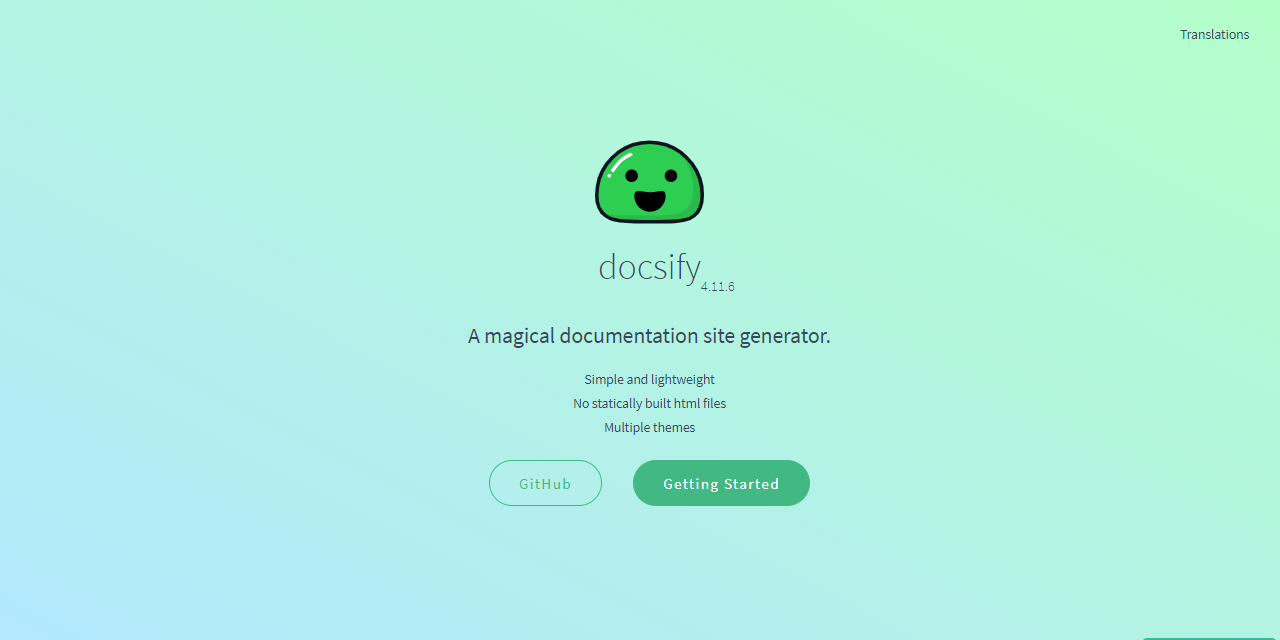 Translations
docsify 4.11.6
A magical documentation site generator.
Simple and lightweight
No statically built html files
Multiple themes
GitHub Getting Started